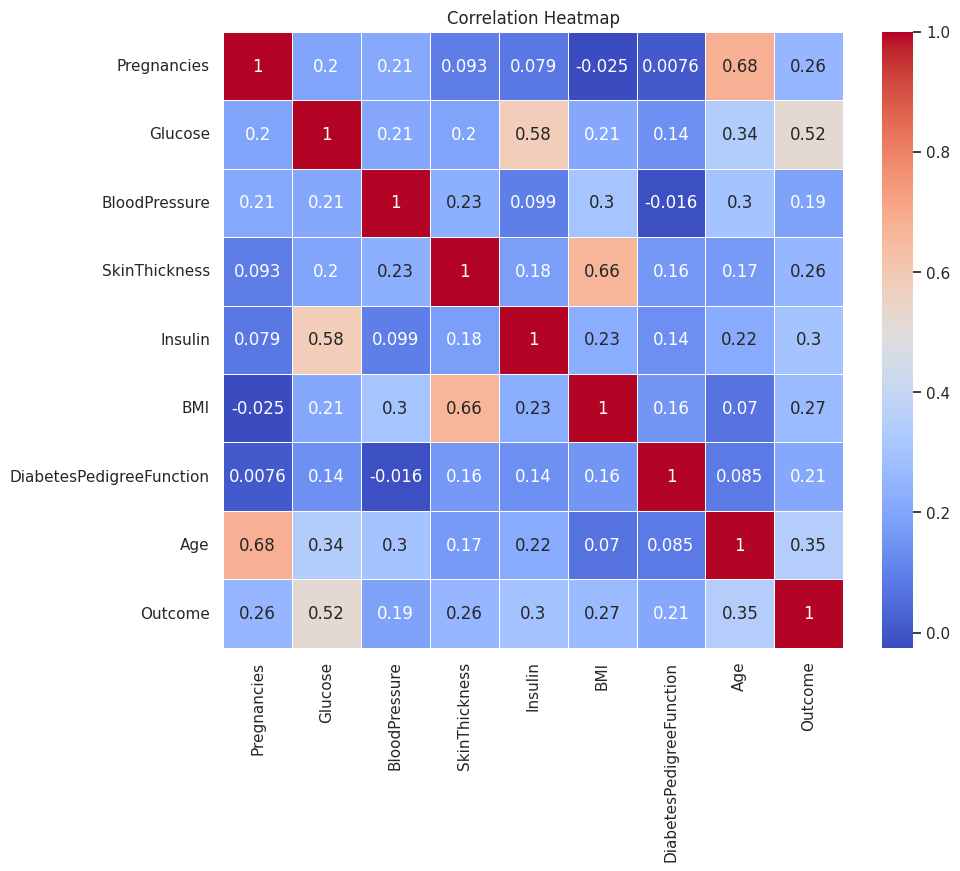 Correlation Heatmap
Pregnancies 1 0.2 0.21 0.093 0.079 -0.025 0.0076 0.68 0.26
Glucose 0.2 1 0.21 0.2 0.58 0.21 0.14 0.34 0.52
BloodPressure 0.21 0.21 1 0.23 0.099 0.3 -0.016 0.3 0.19
SkinThickness 0.093 0.2 0.23 1 0.18 0.66 0.16 0.17 0.26
Insulin 0.079 0.58 0.099 0.18 1 0.23 0.14 0.22 0.3
BMI -0.025 0.21 0.3 0.66 0.23 1 0.16 0.07 0.27
DiabetesPedigreeFunction 0.0076 0.14 -0.016 0.16 0.14 0.16 1 0.085 0.21
Age 0.68 0.34 0.3 0.17 0.22 0.07 0.085 1 0.35
Outcome 0.26 0.52 0.19 0.26 0.3 0.27 0.21 0.35 1
Pregnancies
Glucose
BloodPressure
SkinThickness
Insulin
BMI
DiabetesPedigreeFunction
Age
Outcome
1.0
0.8
0.6
0.4
0.2
0.0